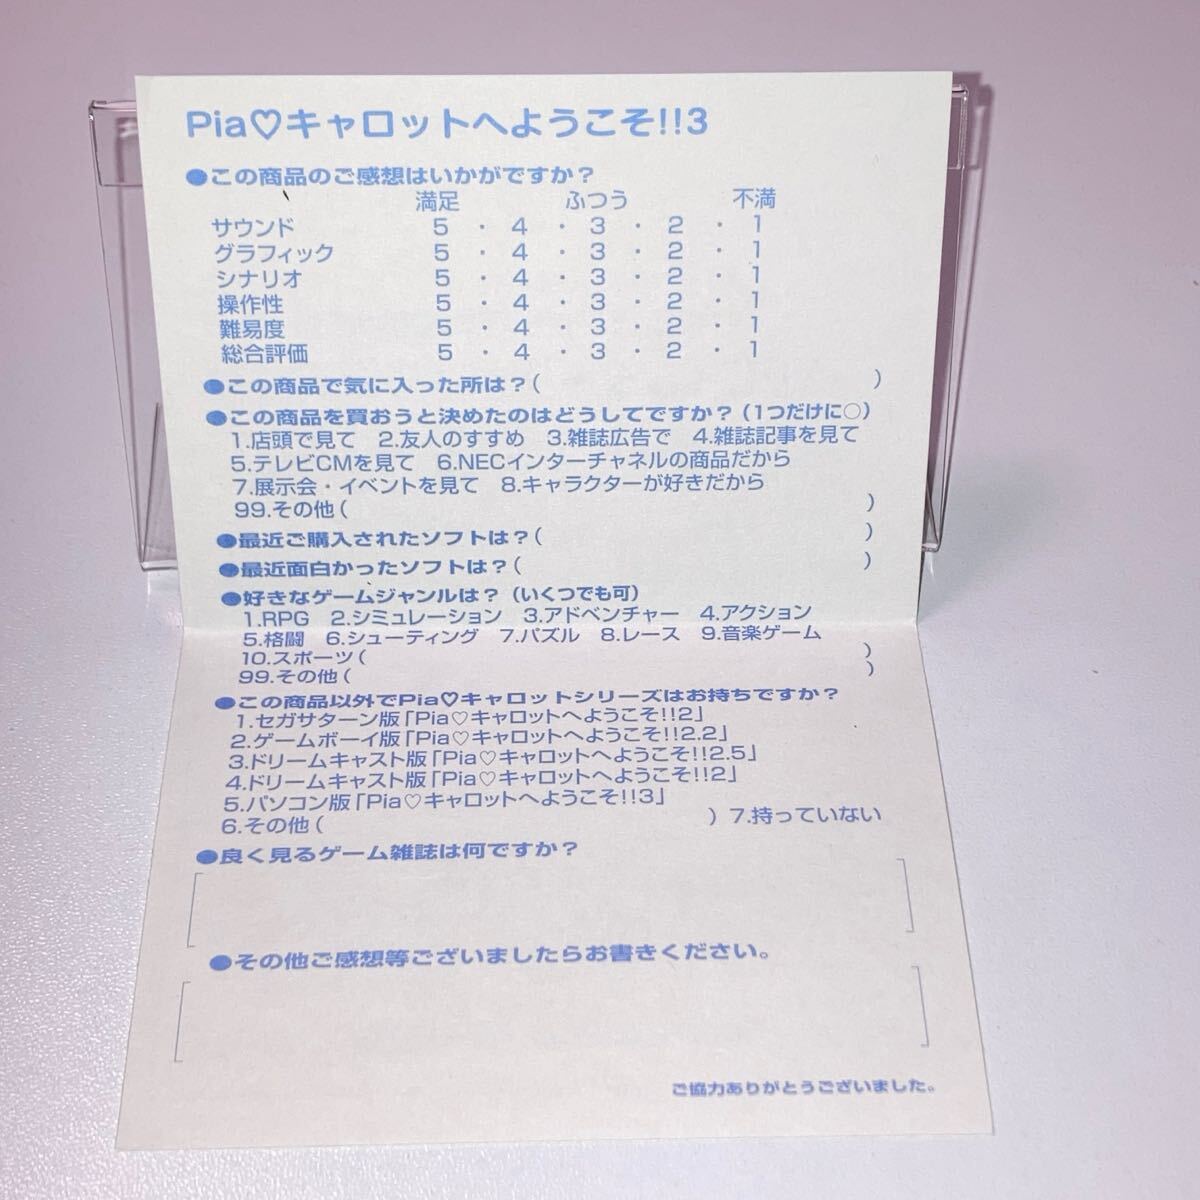 Pia♡キャロットへようこそ!!3
●この商品のご感想はいかがですか?
満足 ふつう 不満
サウンド 5 ・ 4 ・ 3 ・ 2 ・ 1
グラフィック 5 ・ 4 ・ 3 ・ 2 ・ 1
シナリオ 5 ・ 4 ・ 3 ・ 2 ・ 1
操作性 5 ・ 4 ・ 3 ・ 2 ・ 1
難易度 5 ・ 4 ・ 3 ・ 2 ・ 1
総合評価 5 ・ 4 ・ 3 ・ 2 ・ 1
●この商品で気に入った所は?( )
●この商品を買おうと決めたのはどうしてですか?(1つだけに○)
1.店頭で見て 2.友人のすすめ 3.雑誌広告で 4.雑誌記事を見て
5.テレビCMを見て 6.NECインターチャネルの商品だから
7.展示会・イベントを見て 8.キャラクターが好きだから
99.その他( )
●最近ご購入されたソフトは?( )
●最近面白かったソフトは?( )
●好きなゲームジャンルは?(いくつでも可)
1.RPG 2.シミュレーション 3.アドベンチャー 4.アクション
5.格闘 6.シューティング 7.パズル 8.レース 9.音楽ゲーム
10.スポーツ( )
99.その他( )
●この商品以外でPia♡キャロットシリーズはお持ちですか?
1.セガサターン版「Pia♡キャロットへようこそ!!2」
2.ゲームボーイ版「Pia♡キャロットへようこそ!!2.2」
3.ドリームキャスト版「Pia♡キャロットへようこそ!!2.5」
4.ドリームキャスト版「Pia♡キャロットへようこそ!!2」
5.パソコン版「Pia♡キャロットへようこそ!!3」
6.その他( ) 7.持っていない
●良く見るゲーム雑誌は何ですか?
●その他ご感想等ございましたらお書きください。
ご協力ありがとうございました。